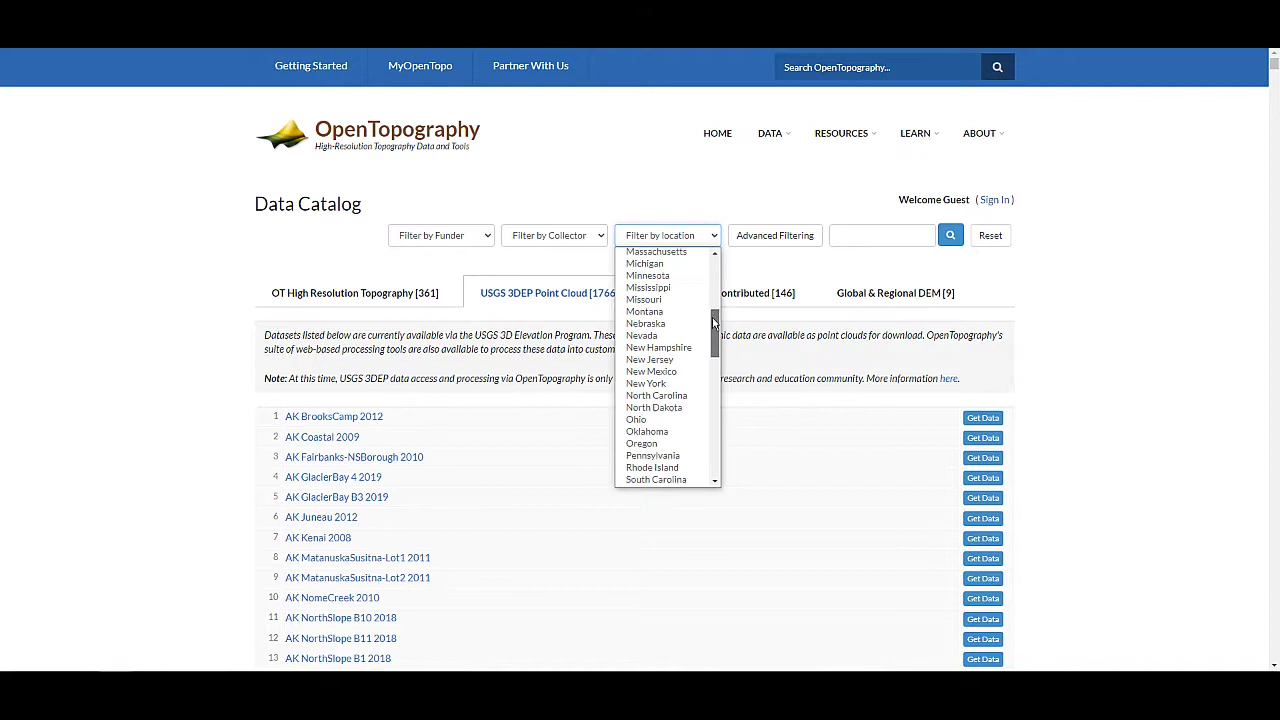 Getting Started
MyOpenTopo
Partner With Us
Search OpenTopography...
OpenTopography
High-Resolution Topography Data and Tools
HOME
DATA
RESOURCES
LEARN
ABOUT
Data Catalog
Welcome Guest ( Sign In )
Filter by Funder
Filter by Collector
Filter by location
Advanced Filtering
Reset
Massachusetts
Michigan
Minnesota
Mississippi
Missouri
Montana
Nebraska
Nevada
New Hampshire
New Jersey
New Mexico
New York
North Carolina
North Dakota
Ohio
Oklahoma
Oregon
Pennsylvania
Rhode Island
South Carolina
OT High Resolution Topography [361]
USGS 3DEP Point Cloud [1766
ontributed [146]
Global & Regional DEM [9]
Datasets listed below are currently available via the USGS 3D Elevation Program. These nic data are available as point clouds for download. OpenTopography's
suite of web-based processing tools are also available to process these data into custom
Note: At this time, USGS 3DEP data access and processing via OpenTopography is only research and education community. More information here.
1 AK BrooksCamp 2012 Get Data
2 AK Coastal 2009 Get Data
3 AK Fairbanks-NSBorough 2010 Get Data
4 AK GlacierBay 4 2019 Get Data
5 AK GlacierBay B3 2019 Get Data
6 AK Juneau 2012 Get Data
7 AK Kenai 2008 Get Data
8 AK MatanuskaSusitna-Lot1 2011 Get Data
9 AK MatanuskaSusitna-Lot2 2011 Get Data
10 AK NomeCreek 2010 Get Data
11 AK NorthSlope B10 2018 Get Data
12 AK NorthSlope B11 2018 Get Data
13 AK NorthSlope B1 2018 Get Data